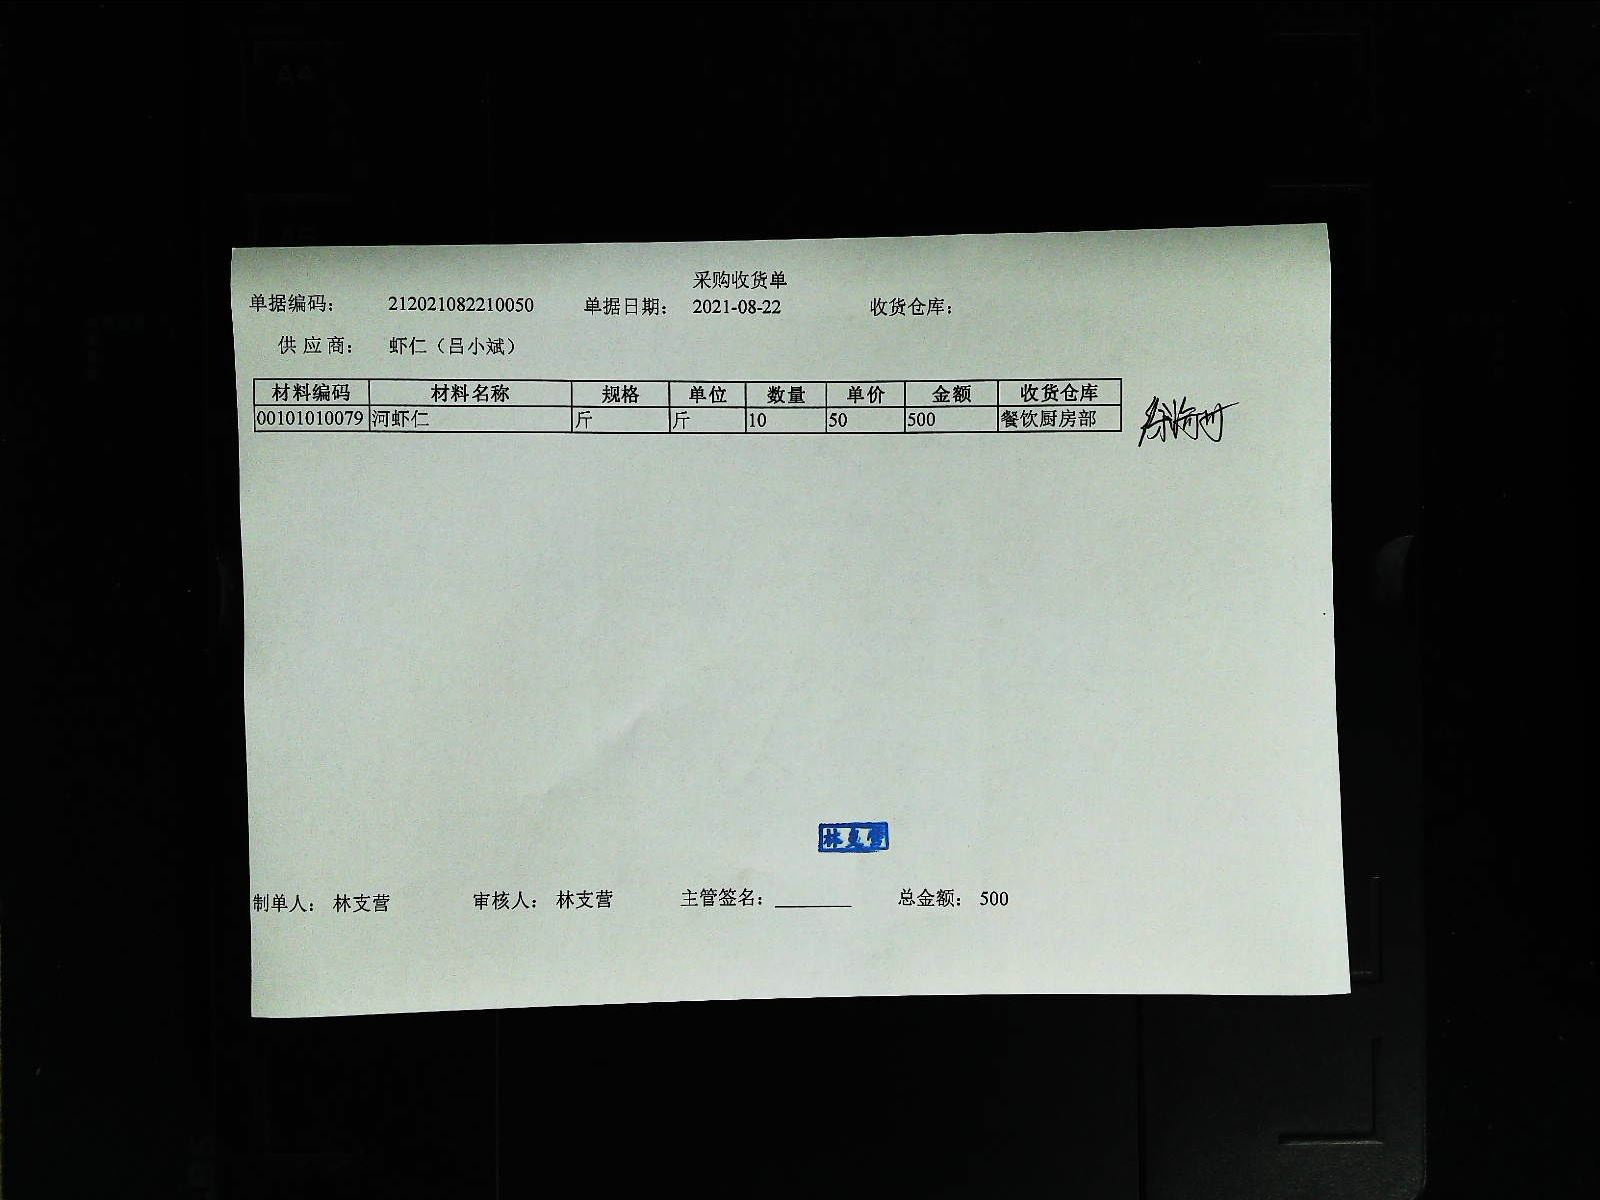 采购收货单
单据编码： 212021082210050 单据日期： 2021-08-22 收货仓库：
供应商： 虾仁（吕小斌）
材料编码 材料名称 规格 单位 数量 单价 金额 收货仓库
00101010079 河虾仁 斤 斤 10 50 500 餐饮厨房部
林支营
制单人： 林支营 审核人： 林支营 主管签名： 总金额： 500